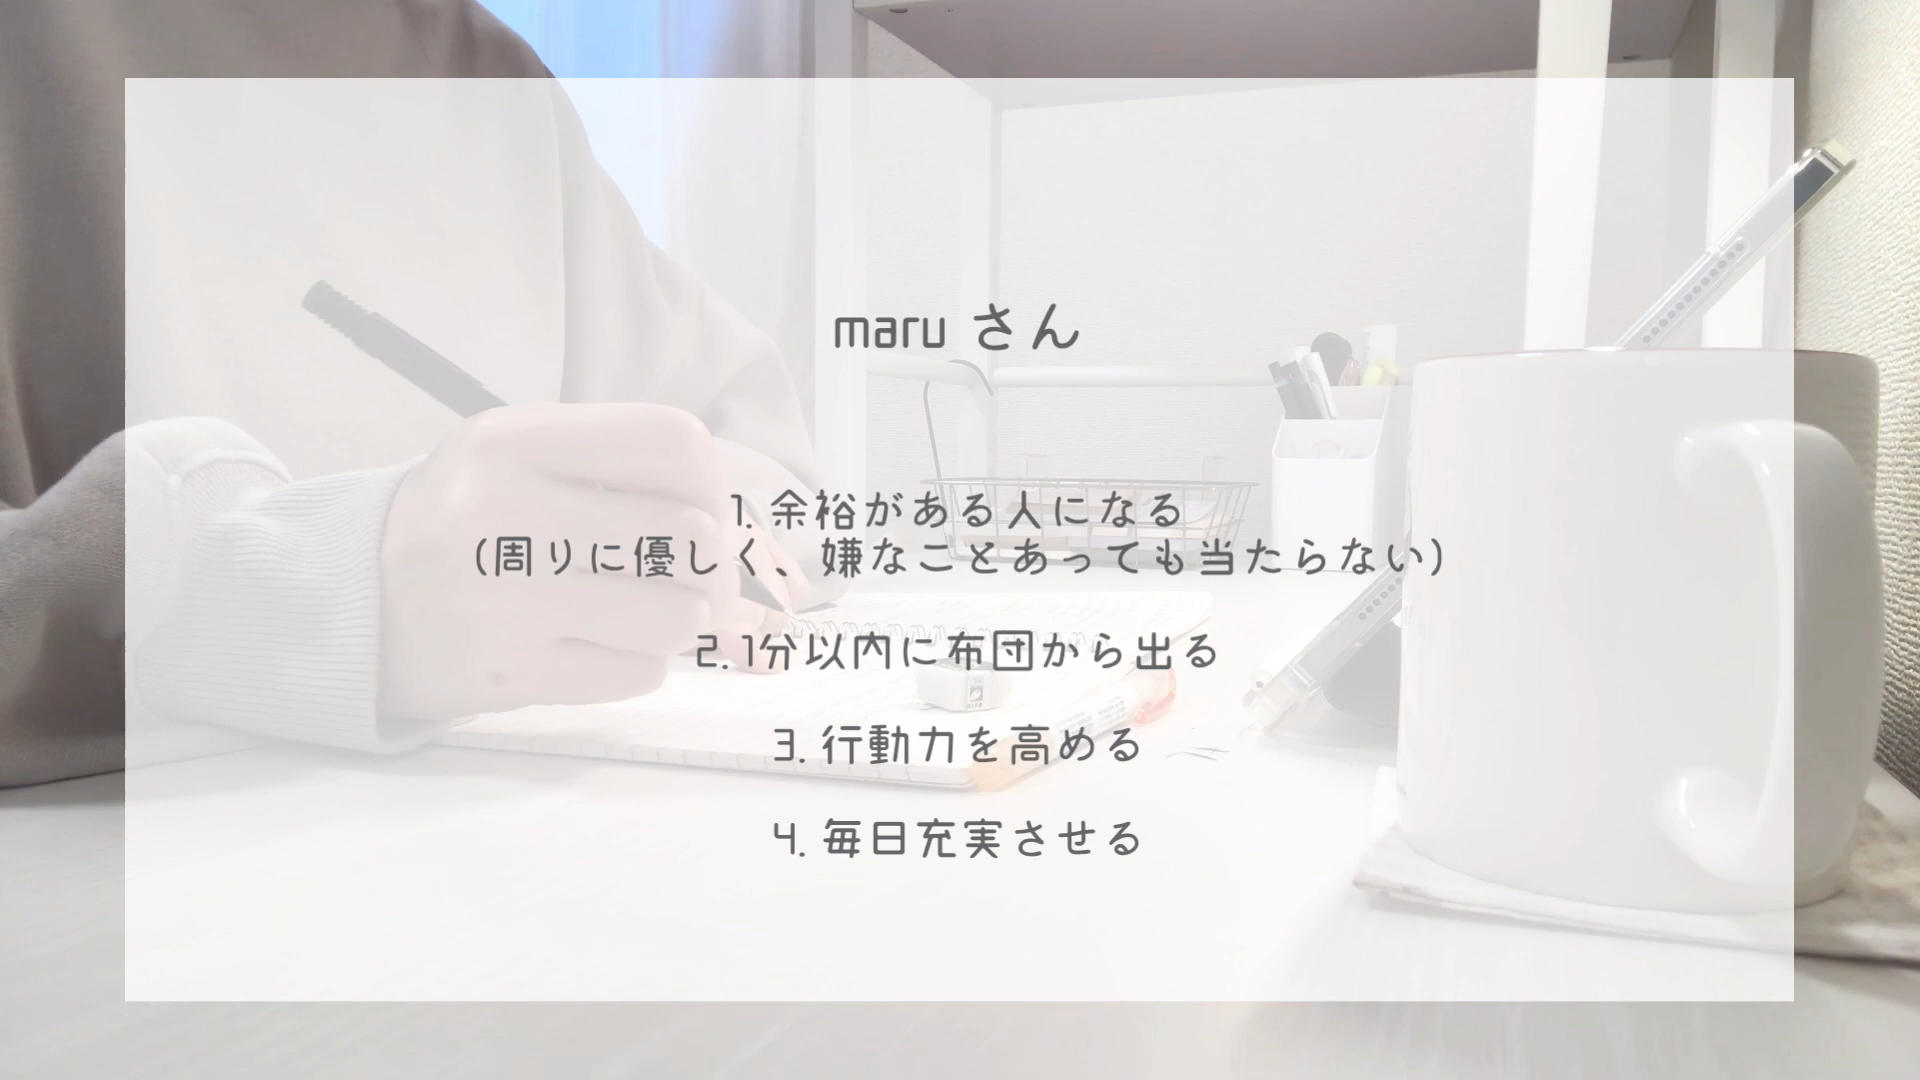 maru さん
1. 余裕がある人になる
(周りに優しく、嫌なことあっても当たらない)
2. 1分以内に布団から出る
3. 行動力を高める
4. 毎日充実させる